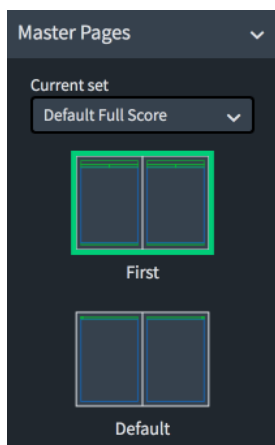 Master Pages
Current set
Default Full Score
First
Default